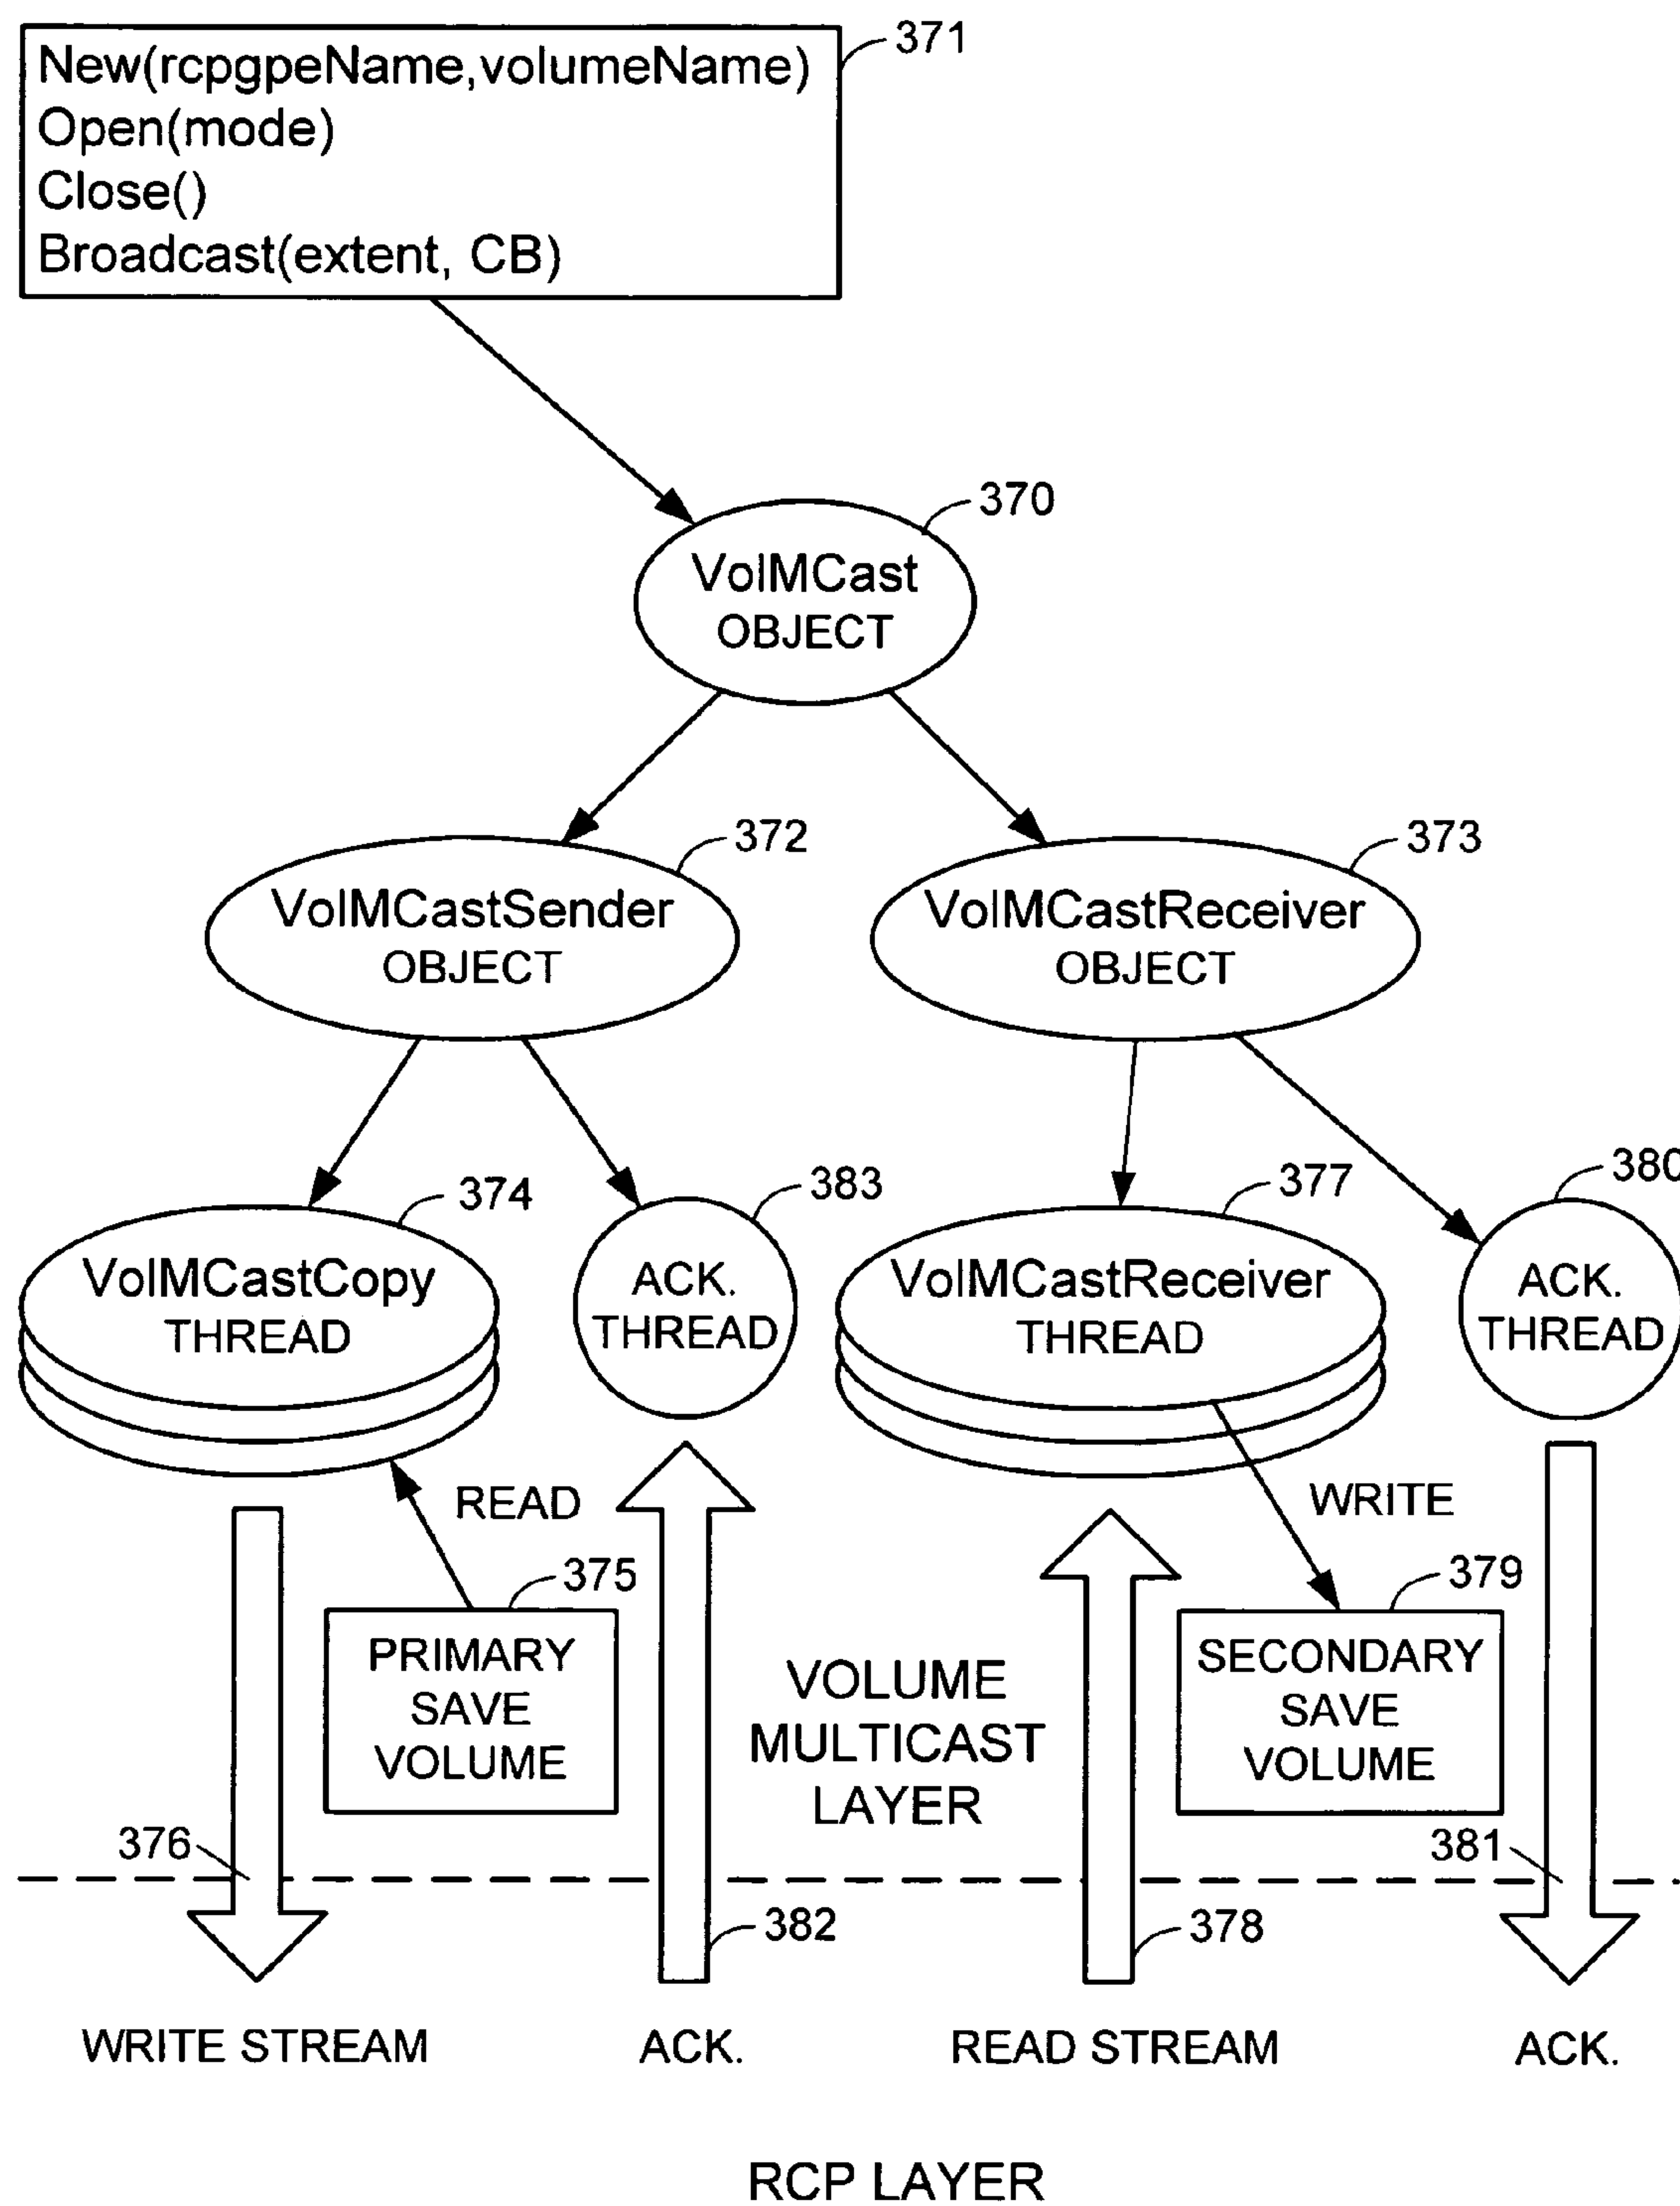 371
New(rcpgpeName,volumeName)
Open(mode)
Close()
Broadcast(extent, CB)
370
VolMCast
OBJECT
372
373
VolMCastSender
OBJECT
VolMCastReceiver
OBJECT
374
383
377
380
VolMCastCopy
THREAD
ACK.
THREAD
VolMCastReceiver
THREAD
ACK.
THREAD
READ
WRITE
375
379
PRIMARY
SAVE
VOLUME
VOLUME
MULTICAST
LAYER
SECONDARY
SAVE
VOLUME
376
381
382
378
WRITE STREAM
ACK.
READ STREAM
ACK.
RCP LAYER